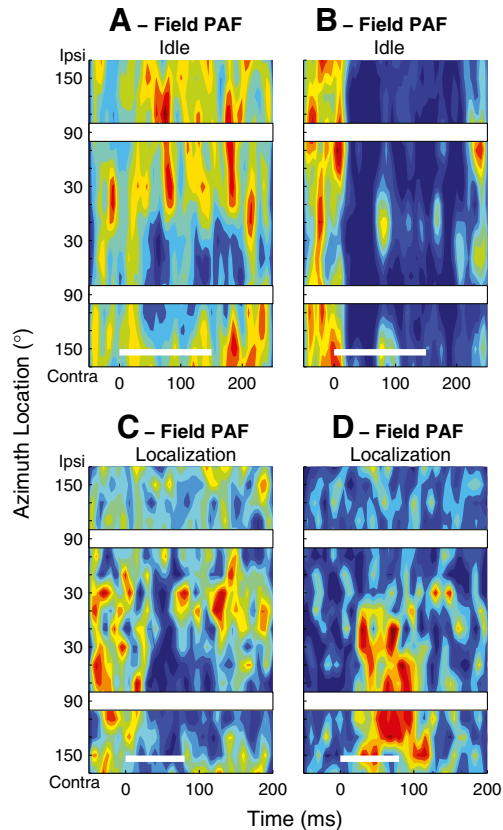 A – Field PAF
Idle
B – Field PAF
Idle
Ipsi
150
90
30
30
90
150
Contra
0
100
200
0
100
200
C – Field PAF
Localization
D – Field PAF
Localization
Ipsi
150
90
30
30
90
150
Contra
0
100
200
0
100
200
Azimuth Location (°)
Time (ms)